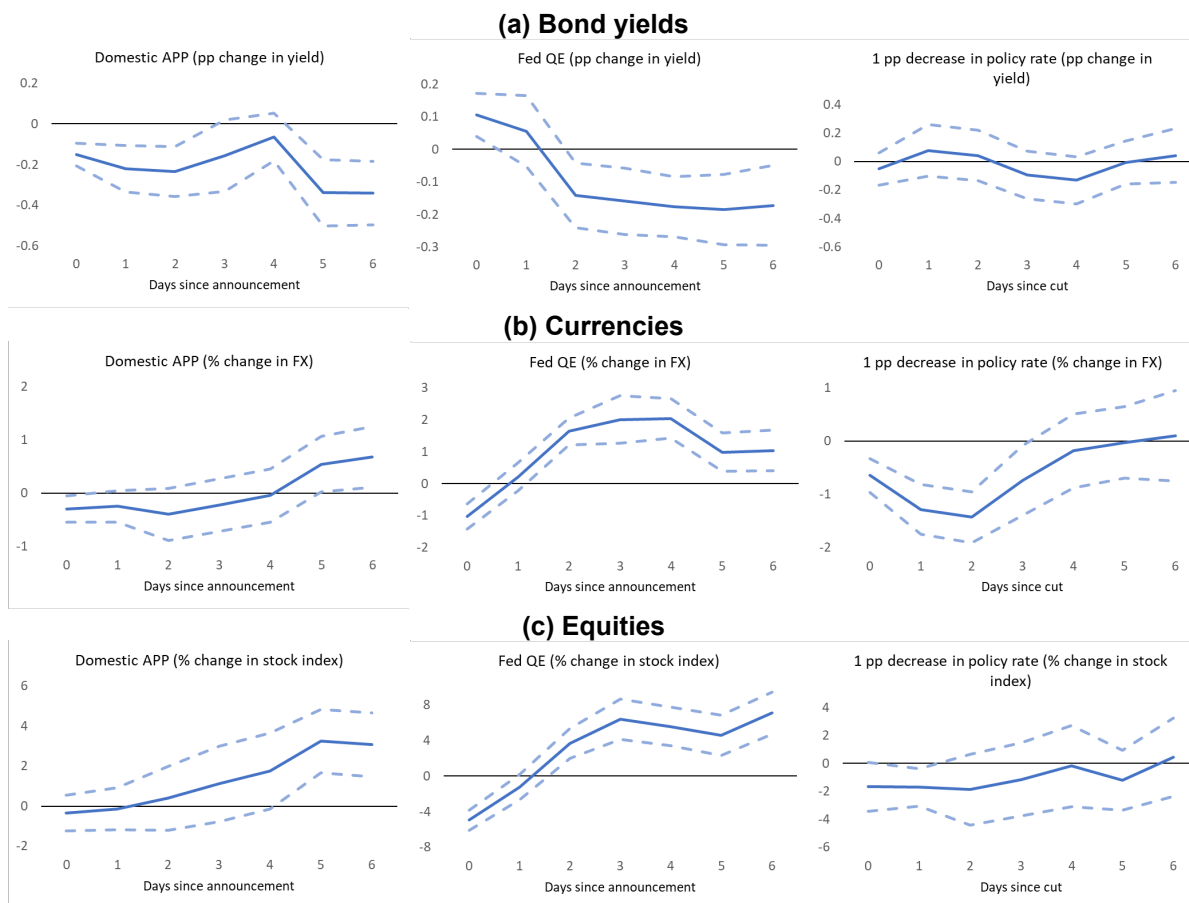 (a) Bond yields
Domestic APP (pp change in yield)
0.2
0
-0.2
-0.4
-0.6
0 1 2 3 4 5 6
Days since announcement
Fed QE (pp change in yield)
0.2
0.1
0
-0.1
-0.2
-0.3
0 1 2 3 4 5 6
Days since announcement
1 pp decrease in policy rate (pp change in
yield)
0.4
0.2
0
-0.2
-0.4
-0.6
0 1 2 3 4 5 6
Days since cut
(b) Currencies
Domestic APP (% change in FX)
2
1
0
-1
0 1 2 3 4 5 6
Days since announcement
Fed QE (% change in FX)
3
2
1
0
-1
-2
0 1 2 3 4 5 6
Days since announcement
1 pp decrease in policy rate (% change in FX)
1
0
-1
-2
0 1 2 3 4 5 6
Days since cut
(c) Equities
Domestic APP (% change in stock index)
6
4
2
0
-2
0 1 2 3 4 5 6
Days since announcement
Fed QE (% change in stock index)
8
4
0
-4
-8
0 1 2 3 4 5 6
Days since announcement
1 pp decrease in policy rate (% change in stock
index)
4
2
0
-2
-4
-6
0 1 2 3 4 5 6
Days since cut